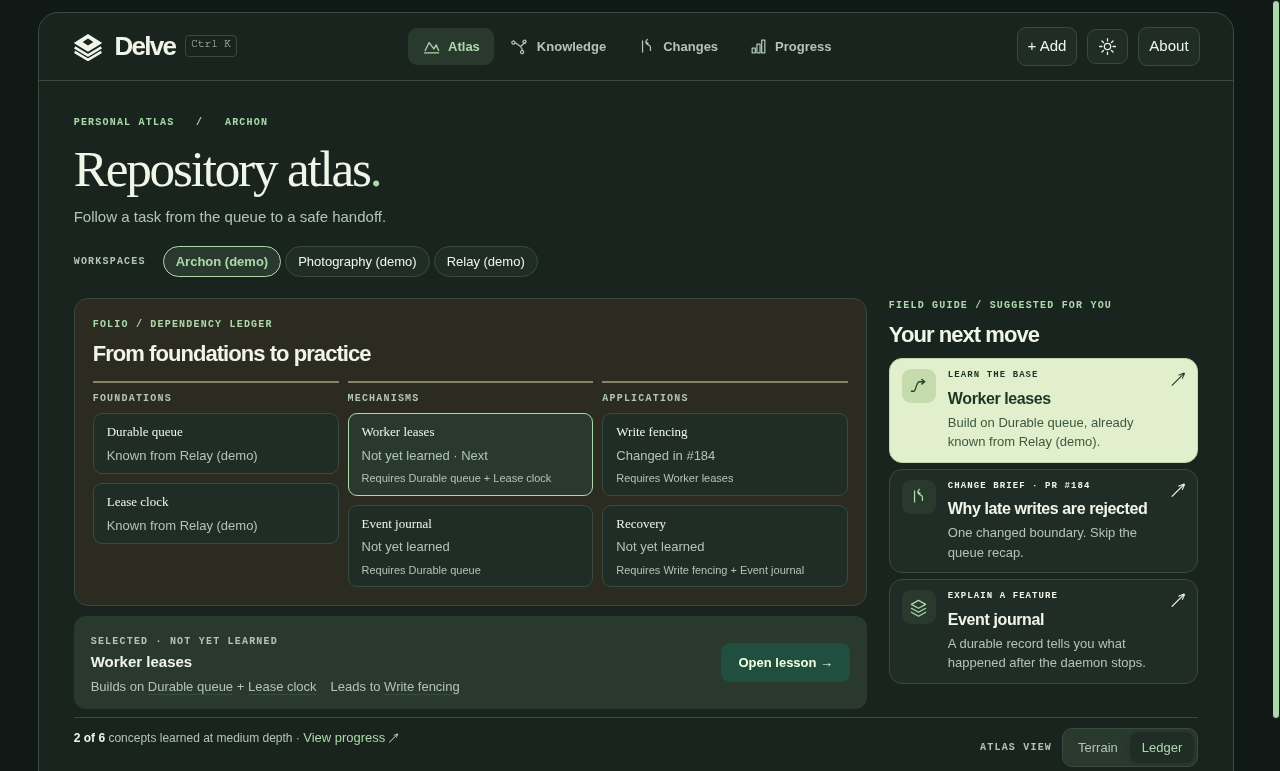 Delve Ctrl K
Atlas
Knowledge
Changes
Progress
+ Add
About
PERSONAL ATLAS / ARCHON
Repository atlas.
Follow a task from the queue to a safe handoff.
WORKSPACES
Archon (demo)
Photography (demo)
Relay (demo)
FOLIO / DEPENDENCY LEDGER
From foundations to practice
FOUNDATIONS
Durable queue
Known from Relay (demo)
Lease clock
Known from Relay (demo)
MECHANISMS
Worker leases
Not yet learned · Next
Requires Durable queue + Lease clock
Event journal
Not yet learned
Requires Durable queue
APPLICATIONS
Write fencing
Changed in #184
Requires Worker leases
Recovery
Not yet learned
Requires Write fencing + Event journal
SELECTED · NOT YET LEARNED
Worker leases
Builds on Durable queue + Lease clock Leads to Write fencing
Open lesson →
FIELD GUIDE / SUGGESTED FOR YOU
Your next move
LEARN THE BASE
Worker leases
Build on Durable queue, already
known from Relay (demo).
CHANGE BRIEF · PR #184
Why late writes are rejected
One changed boundary. Skip the
queue recap.
EXPLAIN A FEATURE
Event journal
A durable record tells you what
happened after the daemon stops.
2 of 6 concepts learned at medium depth · View progress
ATLAS VIEW
Terrain
Ledger